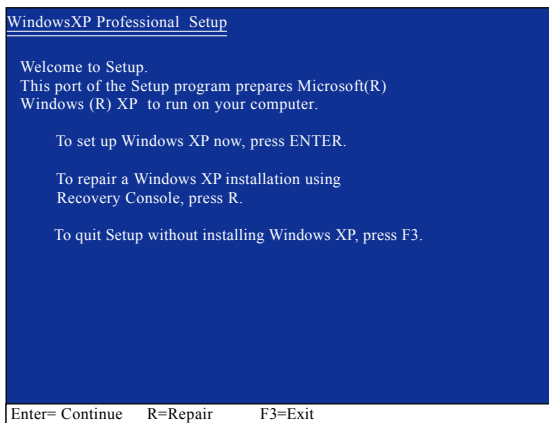 WindowsXP Professional Setup
Welcome to Setup.
This port of the Setup program prepares Microsoft(R)
Windows (R) XP to run on your computer.
To set up Windows XP now, press ENTER.
To repair a Windows XP installation using
Recovery Console, press R.
To quit Setup without installing Windows XP, press F3.
Enter= Continue R=Repair F3=Exit